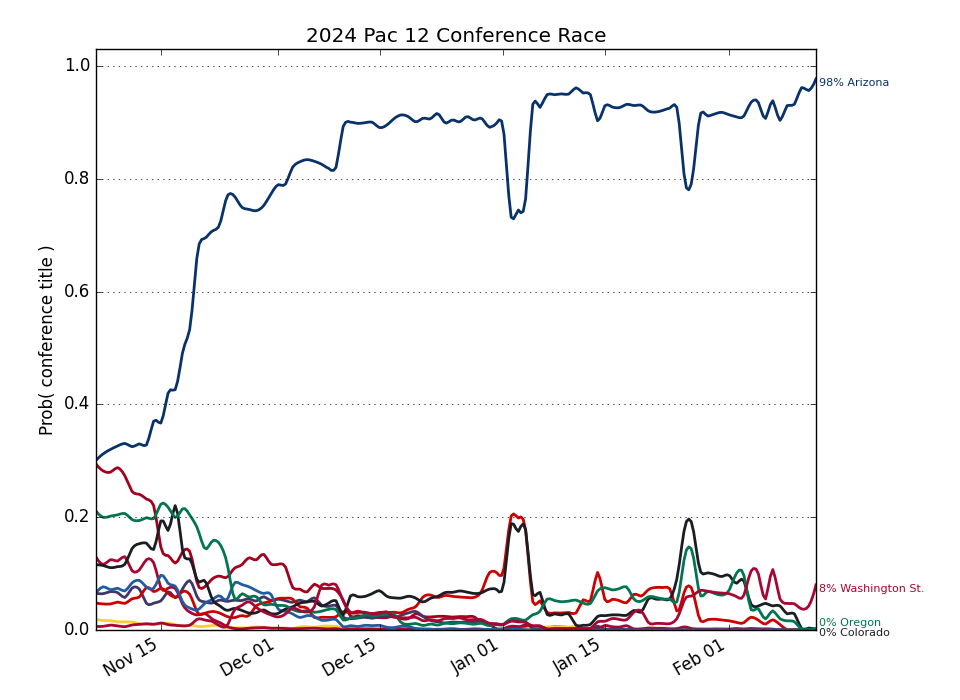 2024 Pac 12 Conference Race
1.0
0.8
0.6
0.4
0.2
0.0
Prob( conference title )
98% Arizona
8% Washington St.
0% Oregon
0% Colorado
Nov 15
Dec 01
Dec 15
Jan 01
Jan 15
Feb 01